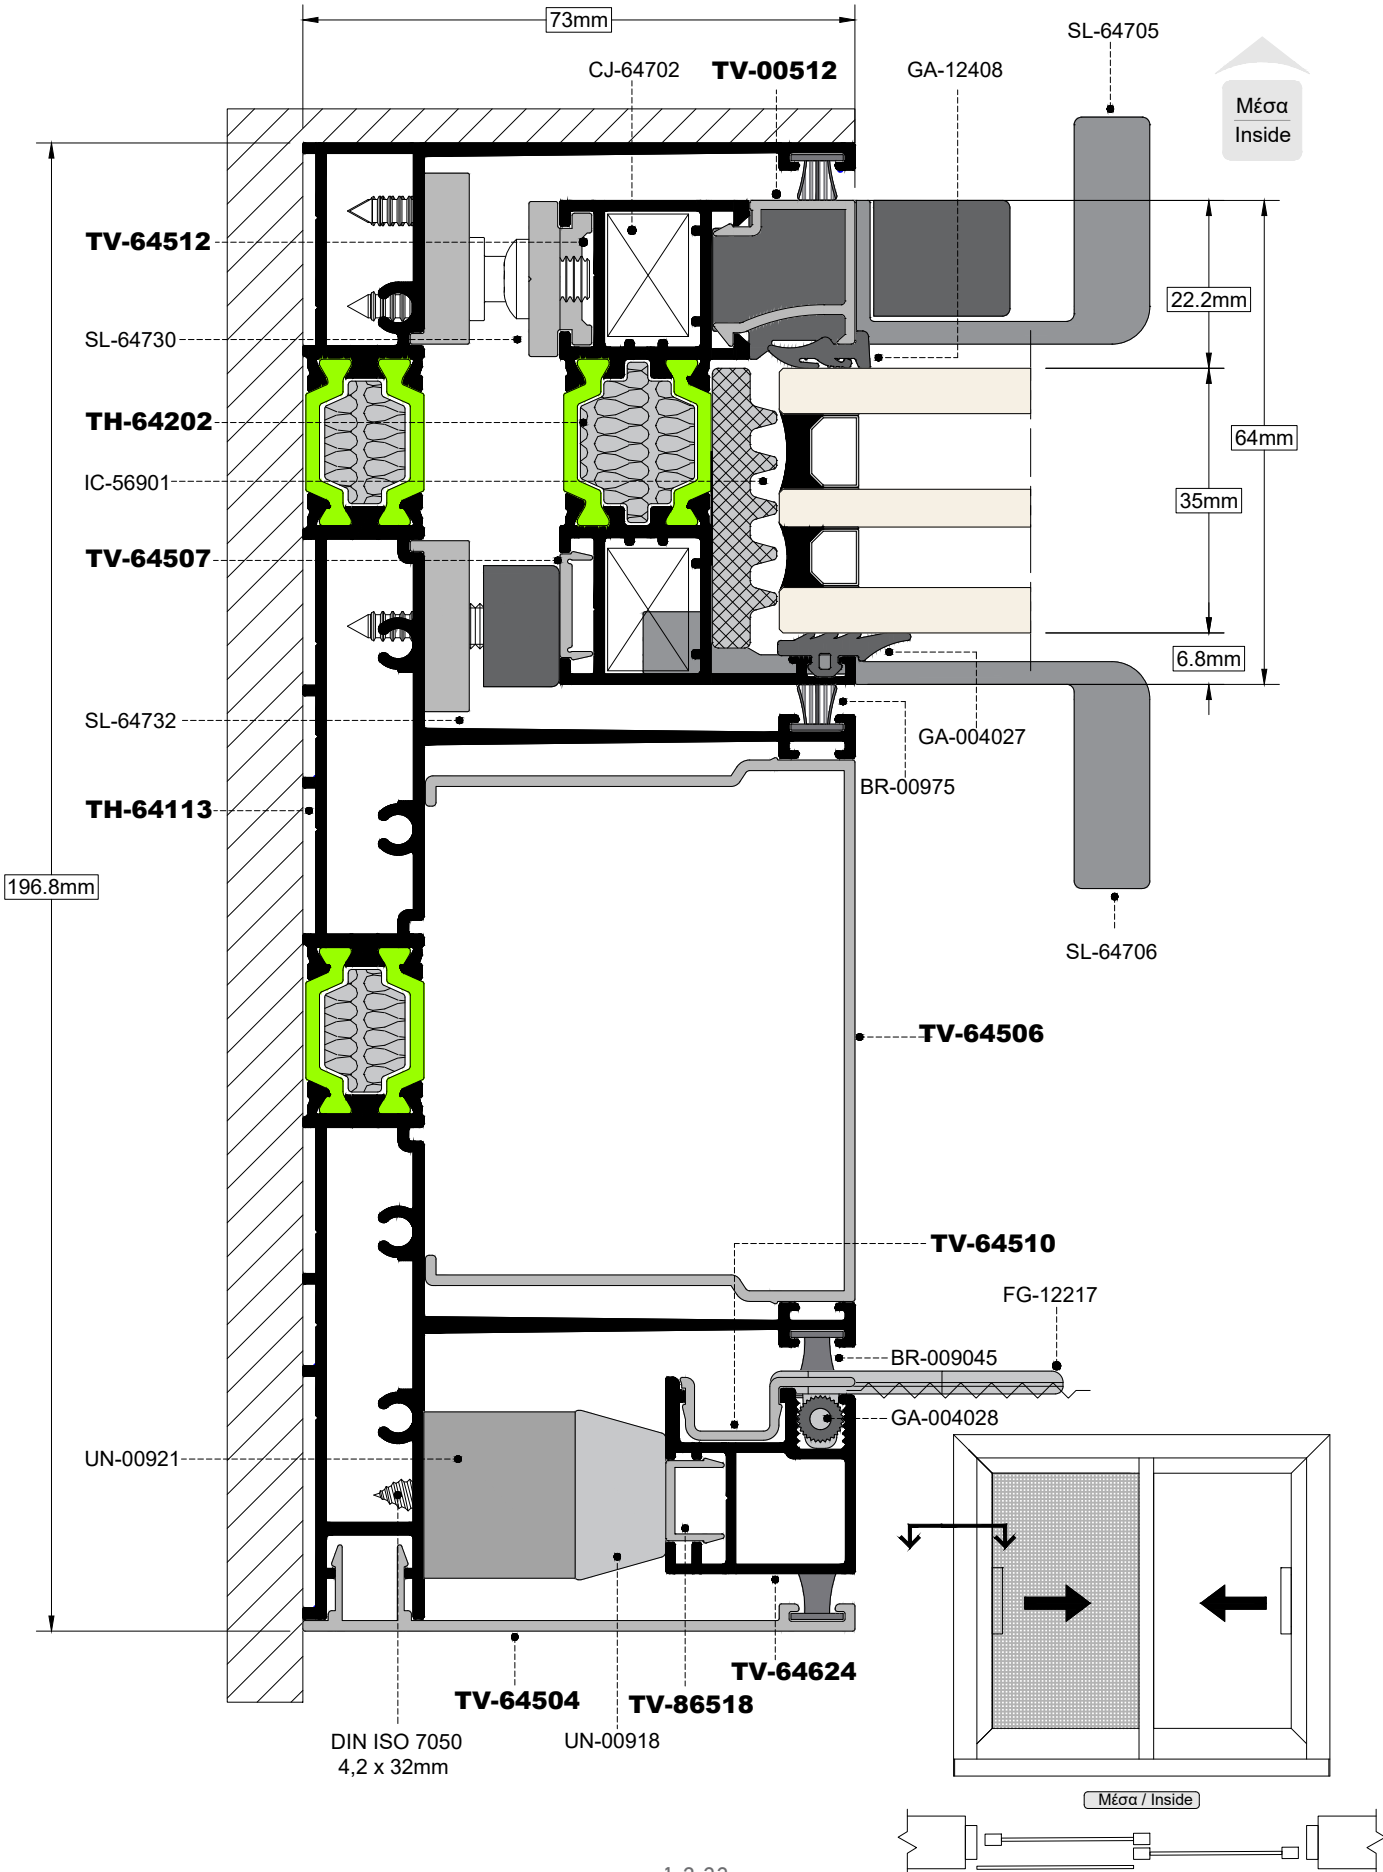 73mm
SL-64705
CJ-64702
TV-00512
GA-12408
Μέσα
Inside
TV-64512
22.2mm
SL-64730
TH-64202
64mm
IC-56901
35mm
TV-64507
6.8mm
SL-64732
GA-004027
BR-00975
TH-64113
196.8mm
SL-64706
TV-64506
TV-64510
FG-12217
BR-009045
GA-004028
UN-00921
TV-64624
TV-64504
TV-86518
DIN ISO 7050
4,2 x 32mm
UN-00918
Μέσα / Inside